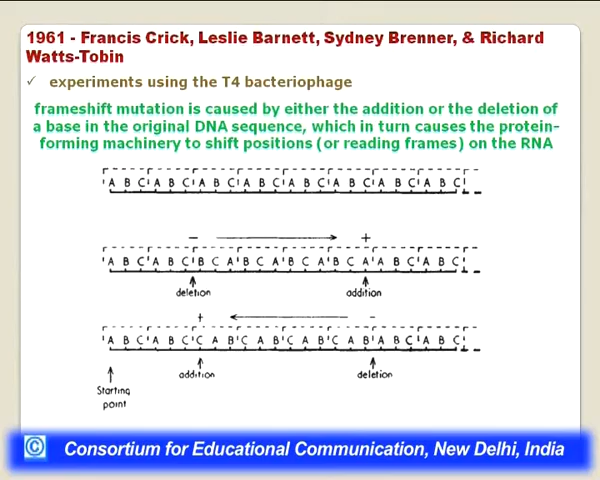 1961 - Francis Crick, Leslie Barnett, Sydney Brenner, & Richard
Watts-Tobin
✓ experiments using the T4 bacteriophage
frameshift mutation is caused by either the addition or the deletion of
a base in the original DNA sequence, which in turn causes the protein–
forming machinery to shift positions (or reading frames) on the RNA
A B C A B C A B C A B C A B C A B C A B C A B C
− +
A B C A B C B C A B C A B C A B C A A B C A B C
deletion addition
+ −
A B C A B C C A B C A B C A B C A B A B C A B C
addition deletion
Starting
point
© Consortium for Educational Communication, New Delhi, India